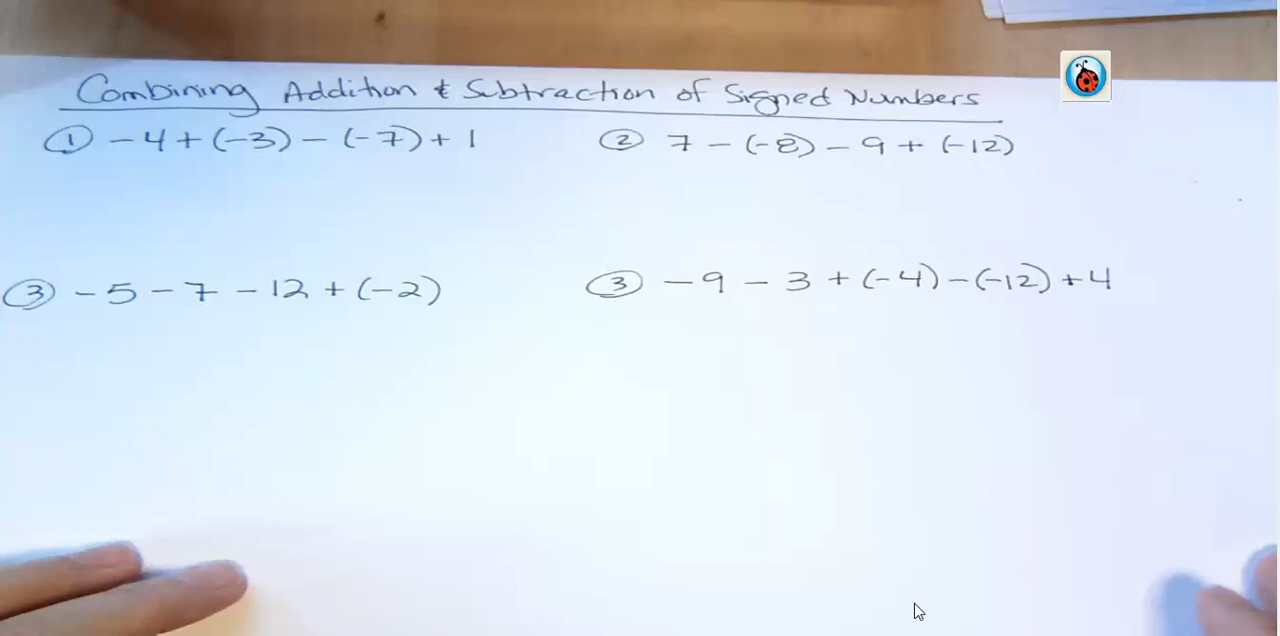 Combining Addition & Subtraction of Signed Numbers
① -4 + (-3) - (-7) + 1
② 7 - (-8) - 9 + (-12)
③ -5 - 7 - 12 + (-2)
③ -9 - 3 + (-4) - (-12) + 4